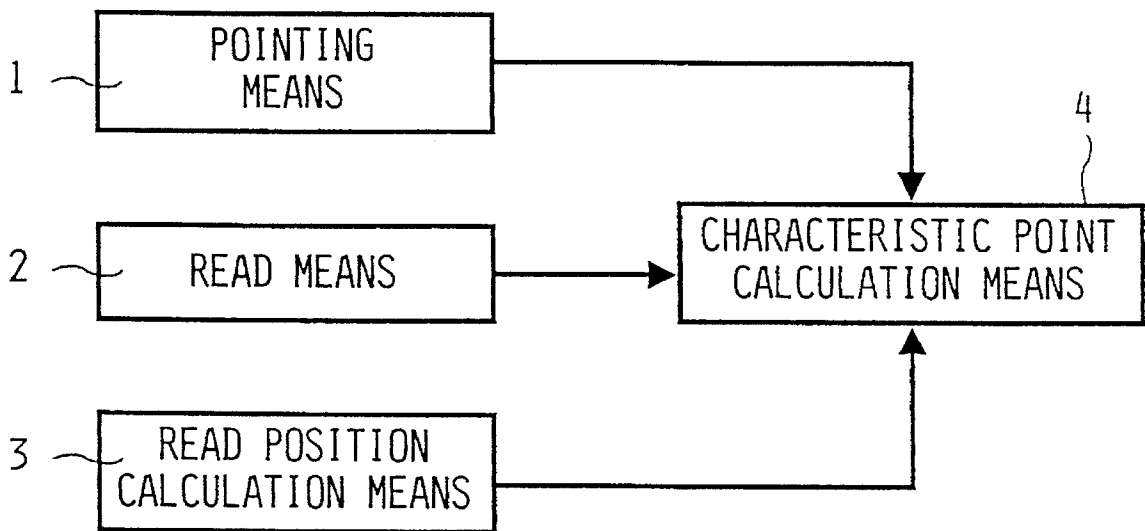 1
POINTING
MEANS
4
2
READ MEANS
CHARACTERISTIC POINT
CALCULATION MEANS
3
READ POSITION
CALCULATION MEANS